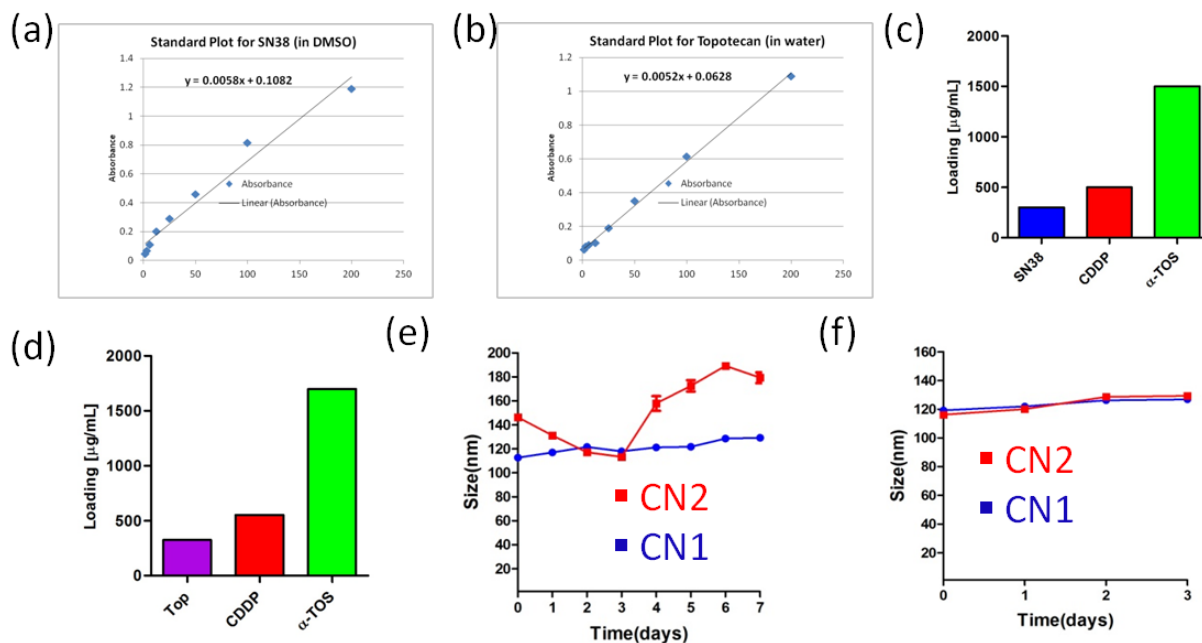 (a)
Standard Plot for SN38 (in DMSO)
y = 0.0058x + 0.1082
1.4
1.2
1
0.8
0.6
0.4
0.2
0
Absorbance
Absorbance
Linear (Absorbance)
0 50 100 150 200 250
(b)
Standard Plot for Topotecan (in water)
y = 0.0052x + 0.0628
1.2
1
0.8
0.6
0.4
0.2
0
Absorbance
Absorbance
Linear (Absorbance)
0 50 100 150 200 250
(c)
2000
1500
1000
500
0
Loading [μg/mL]
SN38 CDDP α-TOS
(d)
2000
1500
1000
500
0
Loading [μg/mL]
Top CDDP α-TOS
(e)
200
180
160
140
120
100
80
60
40
20
Size(nm)
CN2
CN1
0 1 2 3 4 5 6 7
Time(days)
(f)
160
140
120
100
80
60
40
20
Size(nm)
CN2
CN1
0 1 2 3
Time(days)